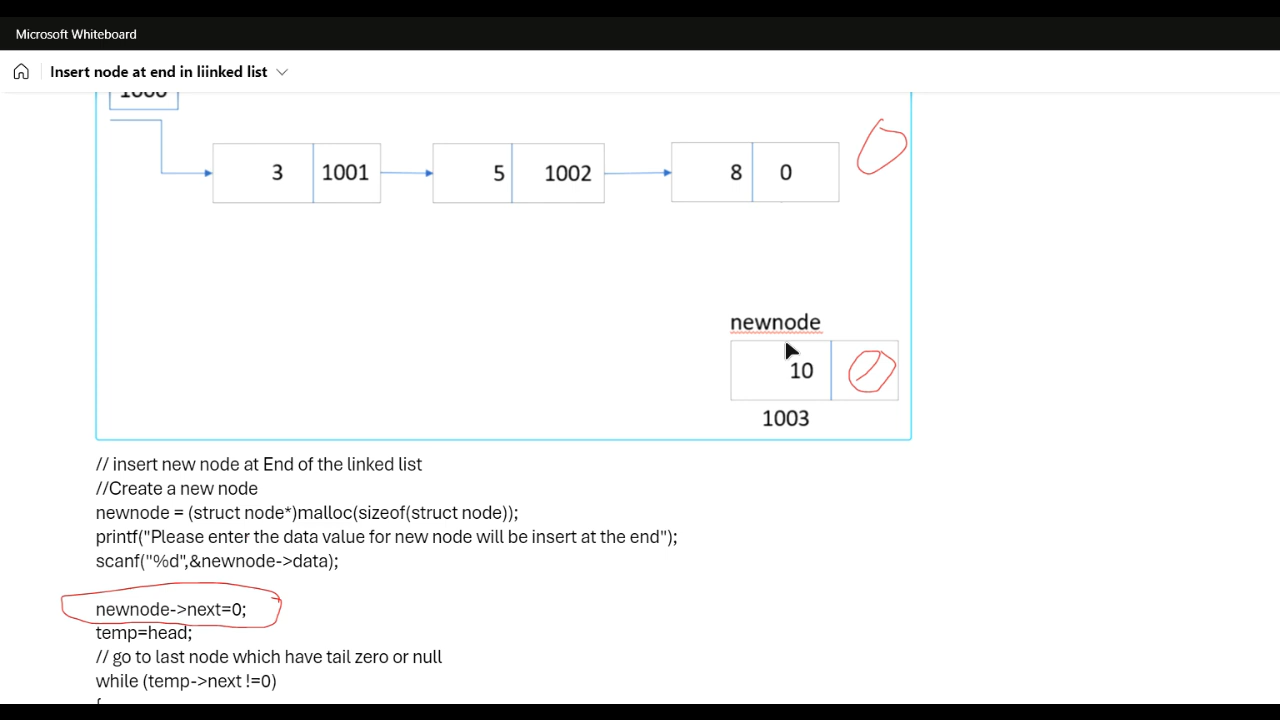 Microsoft Whiteboard
Insert node at end in liinked list
1000
3 1001 5 1002 8 0
newnode
10
1003
// insert new node at End of the linked list
//Create a new node
newnode = (struct node*)malloc(sizeof(struct node));
printf("Please enter the data value for new node will be insert at the end");
scanf("%d",&newnode->data);
newnode->next=0;
temp=head;
// go to last node which have tail zero or null
while (temp->next !=0)
{